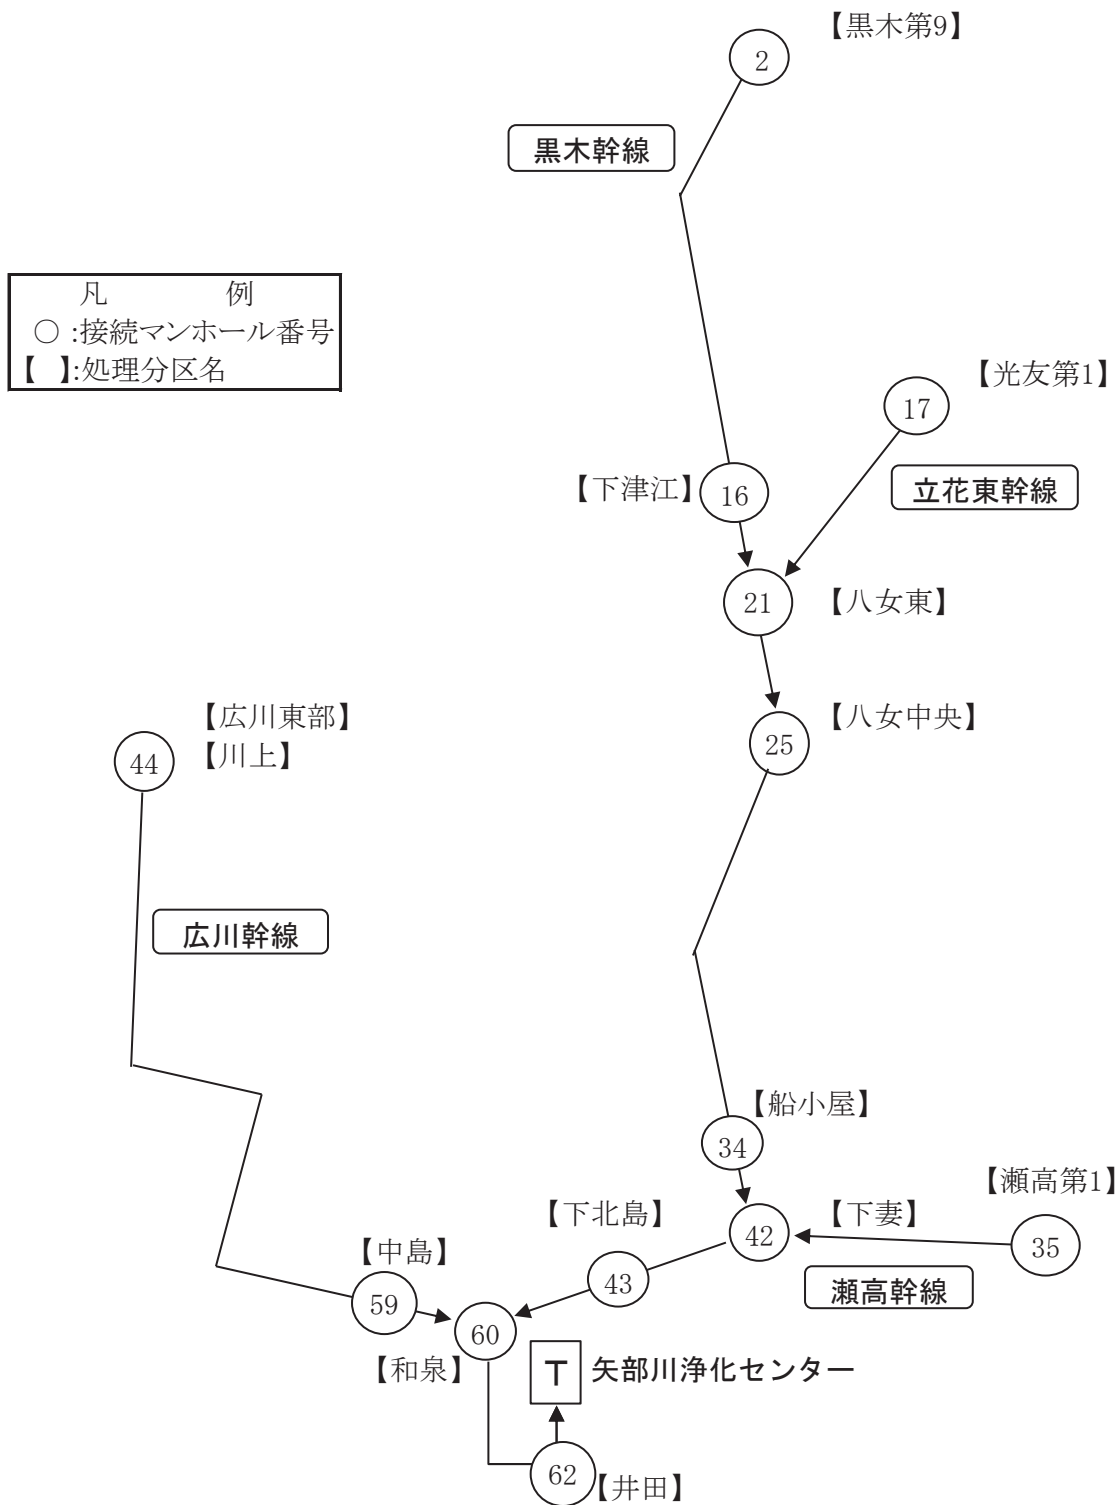 【黒木第9】
2
黒木幹線
凡 例
○ :接続マンホール番号
【 】:処理分区名
【光友第1】
17
立花東幹線
【下津江】
16
21
【八女東】
【広川東部】
【川上】
44
【八女中央】
25
広川幹線
【船小屋】
34
【瀬高第1】
35
【下妻】
42
瀬高幹線
【下北島】
43
【中島】
59
60
【和泉】
T
矢部川浄化センター
62
【井田】